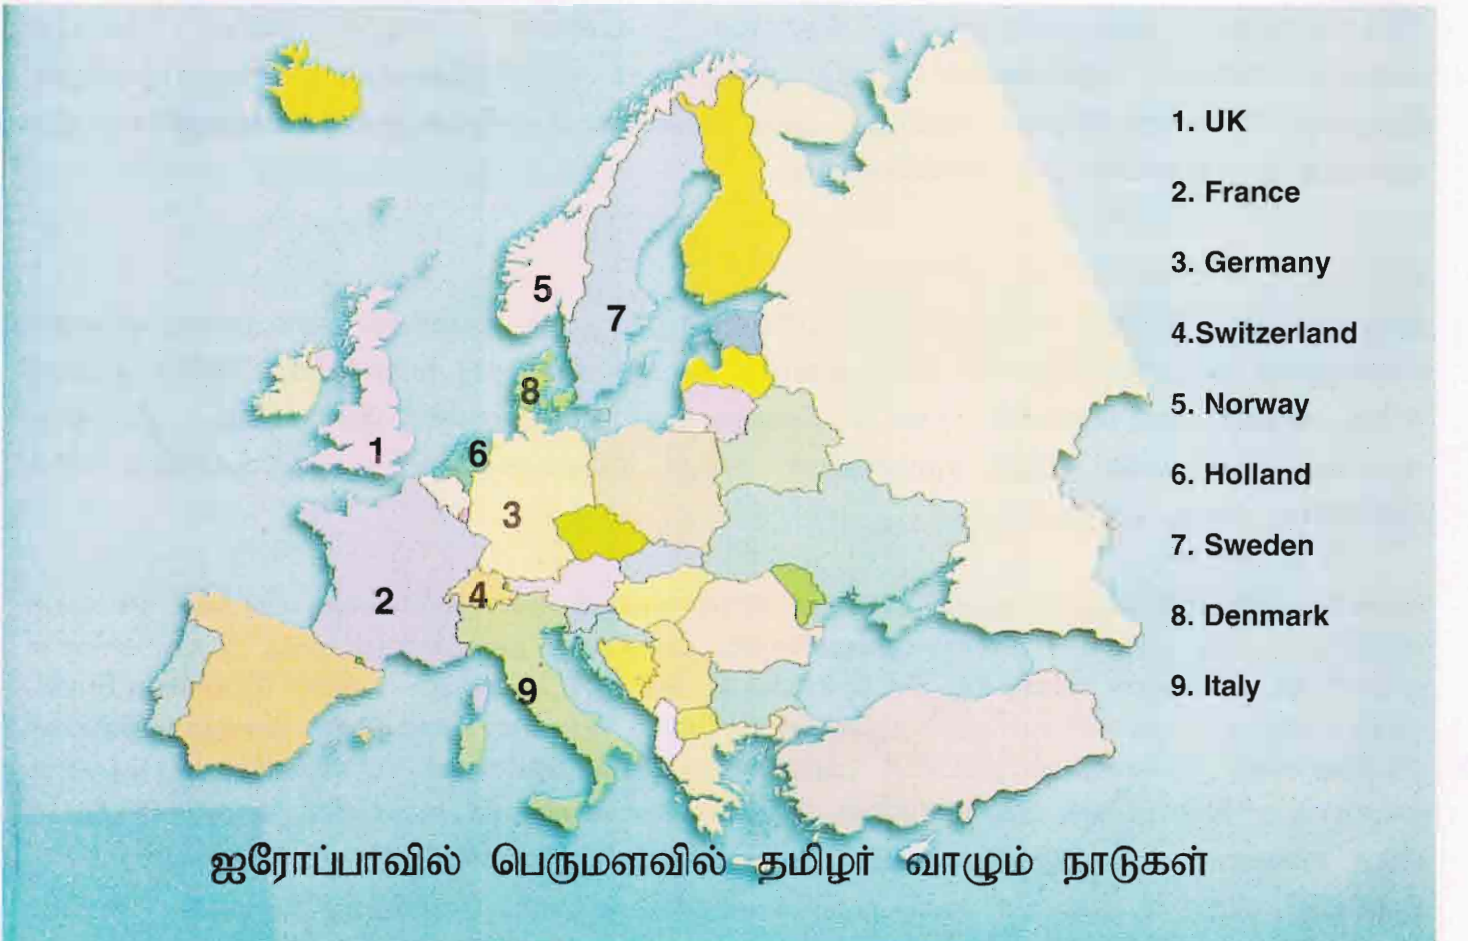 1. UK
2. France
3. Germany
4.Switzerland
5. Norway
6. Holland
7. Sweden
8. Denmark
9. Italy
5
7
8
1
6
3
4
2
9
ஐரோப்பாவில் பெருமளவில் தமிழர் வாழும் நாடுகள்